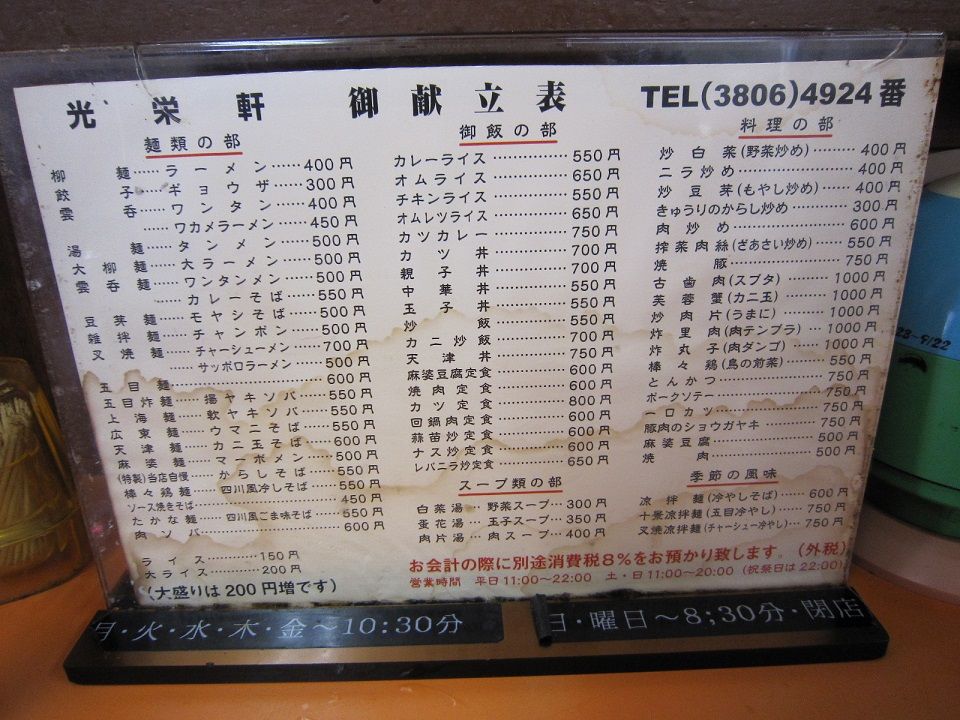 光栄軒 御献立表 TEL(3806)4924番
麺類の部
柳麺……ラーメン……400円
餃子……ギョウザ……300円
雲呑……ワンタン……400円
……ワカメラーメン……450円
湯麺……タンメン……500円
大柳麺……大ラーメン……500円
雲呑麺……ワンタンメン……500円
……カレーそば……550円
豆芽麺……モヤシそば……550円
雑拌麺……チャンポン……500円
叉焼麺……チャーシューメン……700円
……サッポロラーメン……500円
五目麺……600円
五目炸麺……揚ヤキソバ……550円
上海麺……軟ヤキソバ……550円
広東麺……ウマニそば……550円
天津麺……カニ玉そば……600円
麻婆麺……マーボメン……500円
(特製)当店自慢……からしそば……550円
棒々鶏麺……四川風冷しそば……550円
ソース焼きそば……450円
たかな麺……四川風ごま味そば……550円
肉ソバ……600円
ライス……150円
大ライス……200円
(大盛りは200円増です)
御飯の部
カレーライス……550円
オムライス……650円
チキンライス……550円
オムレツライス……650円
カツカレー……750円
カツ丼……700円
親子丼……700円
中華丼……550円
玉子丼……550円
炒飯……550円
カニ炒飯……700円
天津丼……750円
麻婆豆腐定食……600円
焼肉定食……600円
カツ定食……800円
回鍋肉定食……600円
蒜苗炒定食……600円
ナス炒定食……600円
レバニラ炒定食……650円
スープ類の部
白菜湯……野菜スープ……300円
蛋花湯……玉子スープ……350円
肉片湯……肉スープ……400円
料理の部
炒白菜(野菜炒め)……400円
ニラ炒め……400円
炒豆芽(もやし炒め)……400円
きゅうりのからし炒め……300円
肉炒め……600円
搾菜肉絲(ざあさい炒め)……550円
焼豚……750円
古歯肉(スブタ)……1000円
芙蓉蟹(カニ玉)……1000円
炒肉片(うまに)……1000円
炸里肉(肉テンプラ)……1000円
炸丸子(肉ダンゴ)……1000円
棒々鶏(鳥の前菜)……550円
とんかつ……750円
ポークソテー……750円
一口カツ……750円
豚肉のショウガヤキ……750円
麻婆豆腐……500円
焼肉……500円
季節の風味
凉拌麺(冷やしそば)……600円
十景凉拌麺(五目冷やし)……750円
叉焼凉拌麺(チャーシュー冷やし)……750円
お会計の際に別途消費税8%をお預かり致します。(外税)
営業時間 平日11:00〜22:00 土・日11:00〜20:00(祝祭日は22:00)
月・火・水・木・金〜10:30分
日・曜日〜8;30分・閉店
23〜9/22